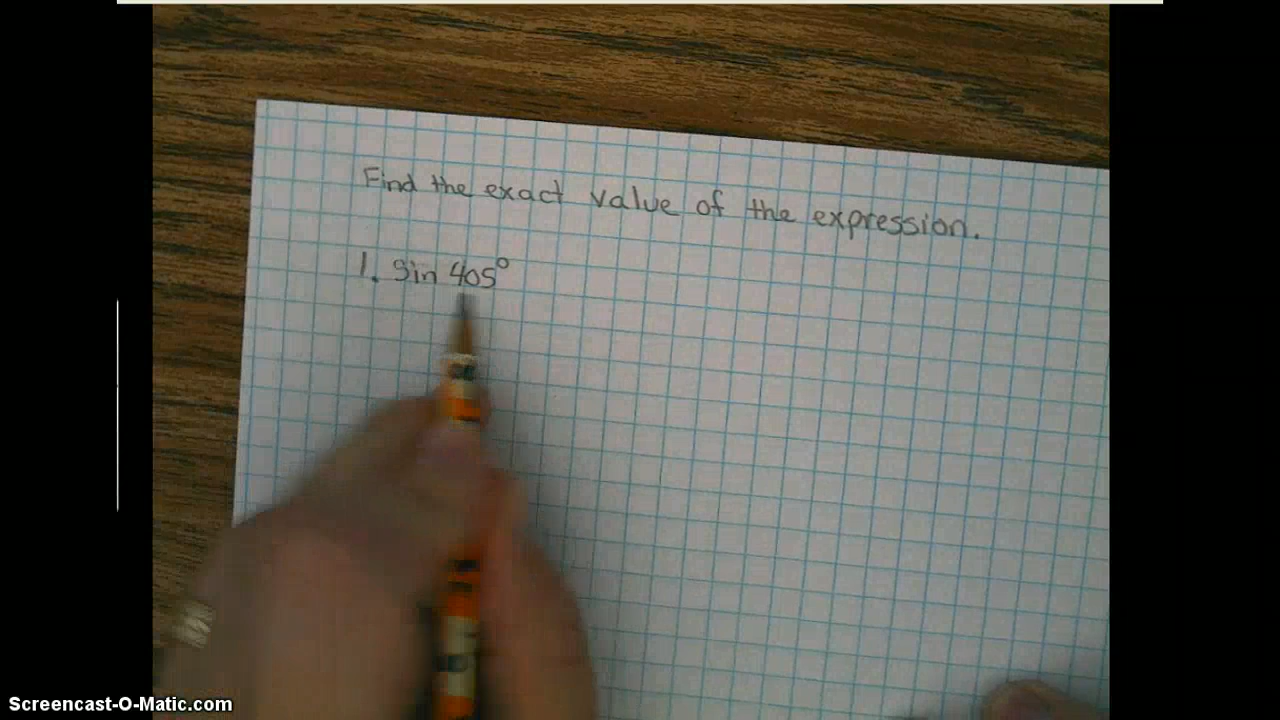 Find the exact value of the expression.
1. sin 405°
Screencast-O-Matic.com